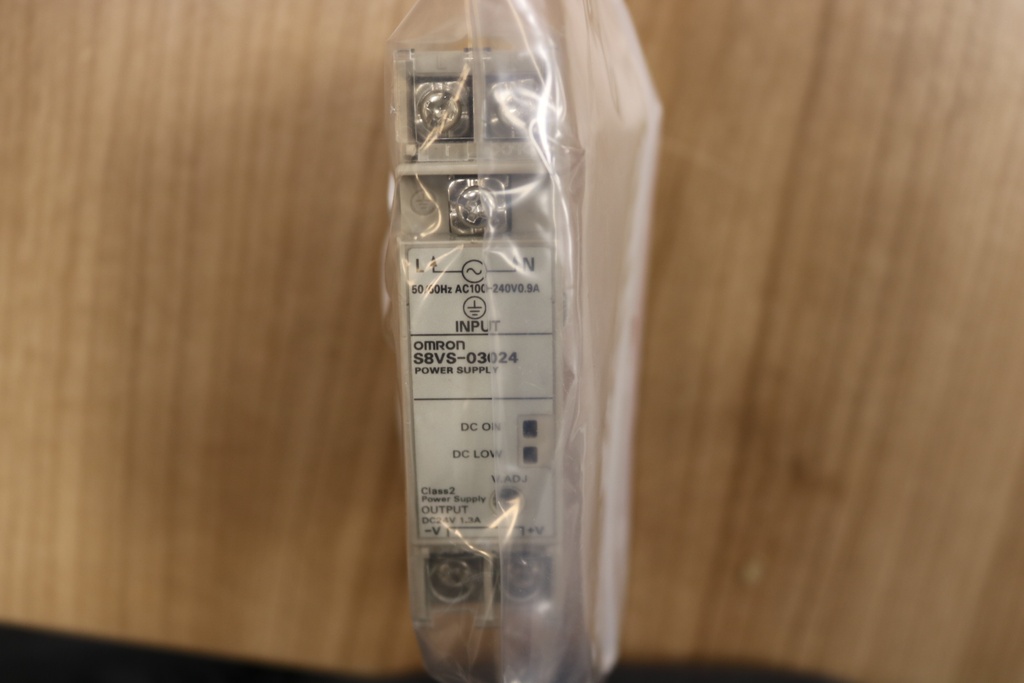 L N
50/60Hz AC100-240V0.9A
INPUT
OMRON
S8VS-03024
POWER SUPPLY
DC ON
DC LOW
V.ADJ
Class2
Power Supply
OUTPUT
DC24V 1.3A
-V +V